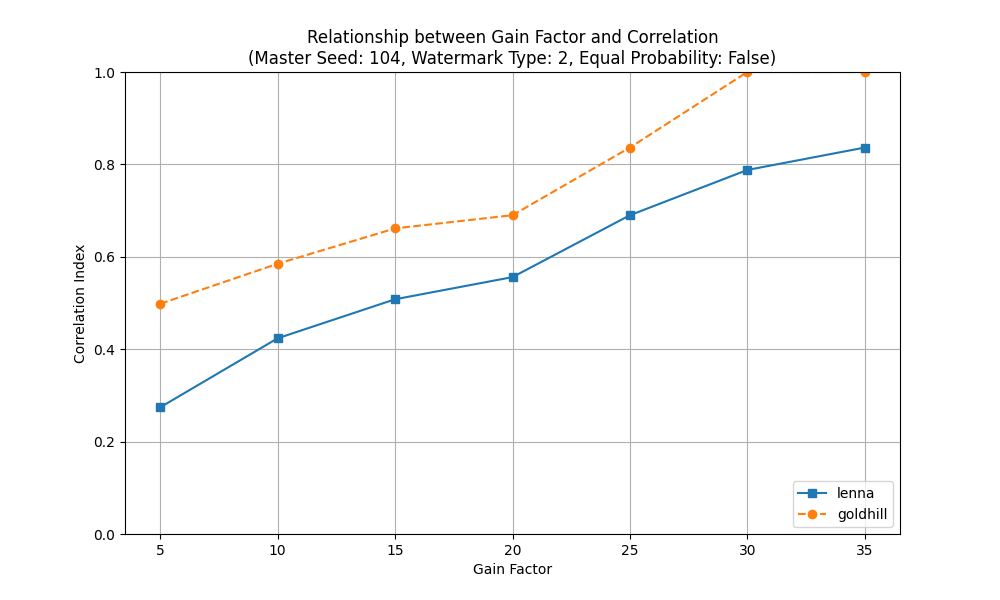 Relationship between Gain Factor and Correlation
(Master Seed: 104, Watermark Type: 2, Equal Probability: False)
1.0
0.8
0.6
0.4
0.2
0.0
Correlation Index
5 10 15 20 25 30 35
Gain Factor
lenna
goldhill